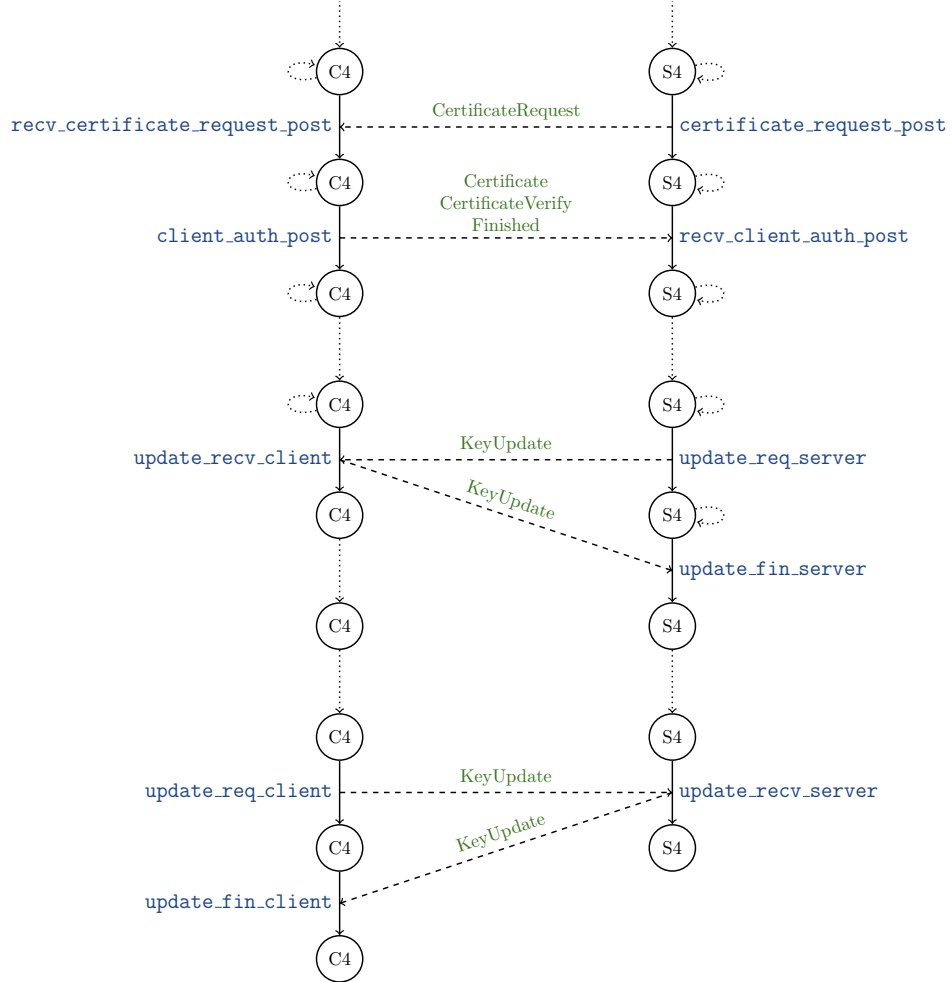 C4
S4
recv_certificate_request_post
CertificateRequest
certificate_request_post
C4
S4
Certificate
CertificateVerify
Finished
client_auth_post
recv_client_auth_post
C4
S4
C4
S4
update_recv_client
KeyUpdate
update_req_server
KeyUpdate
C4
S4
update_fin_server
C4
S4
C4
S4
update_req_client
KeyUpdate
update_recv_server
KeyUpdate
C4
S4
update_fin_client
C4